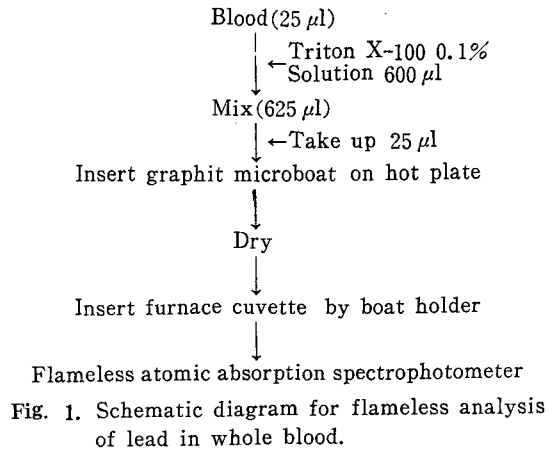 Blood(25 μl)
←Triton X-100 0.1%
Solution 600 μl
Mix(625 μl)
←Take up 25 μl
Insert graphit microboat on hot plate
Dry
Insert furnace cuvette by boat holder
Flameless atomic absorption spectrophotometer
Fig. 1. Schematic diagram for flameless analysis
of lead in whole blood.